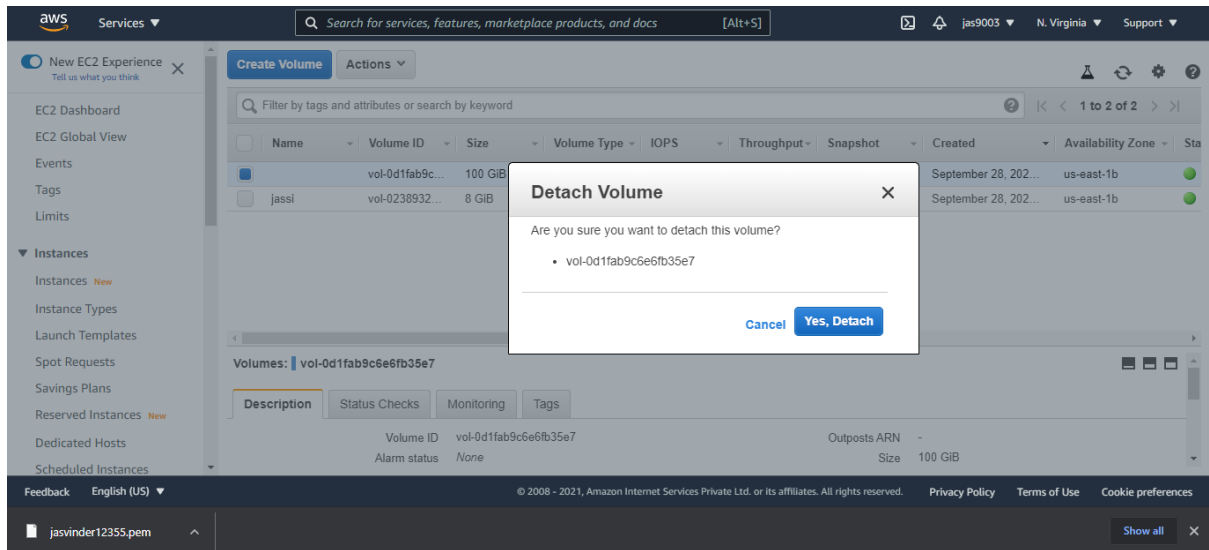 aws Services ▼ Search for services, features, marketplace products, and docs [Alt+S] jas9003 ▼ N. Virginia ▼ Support ▼
New EC2 Experience
Tell us what you think
EC2 Dashboard
EC2 Global View
Events
Tags
Limits
Instances
Instances New
Instance Types
Launch Templates
Spot Requests
Savings Plans
Reserved Instances New
Dedicated Hosts
Scheduled Instances
Create Volume Actions
Filter by tags and attributes or search by keyword 1 to 2 of 2
Name Volume ID Size Volume Type IOPS Throughput Snapshot Created Availability Zone Sta
vol-0d1fab9c... 100 GiB September 28, 202... us-east-1b
jassi vol-0238932... 8 GiB September 28, 202... us-east-1b
Detach Volume
Are you sure you want to detach this volume?
• vol-0d1fab9c6e6fb35e7
Cancel Yes, Detach
Volumes: vol-0d1fab9c6e6fb35e7
Description Status Checks Monitoring Tags
Volume ID vol-0d1fab9c6e6fb35e7 Outposts ARN -
Alarm status None Size 100 GiB
Feedback English (US) ▼ © 2008 - 2021, Amazon Internet Services Private Ltd. or its affiliates. All rights reserved. Privacy Policy Terms of Use Cookie preferences
jasvinder12355.pem Show all